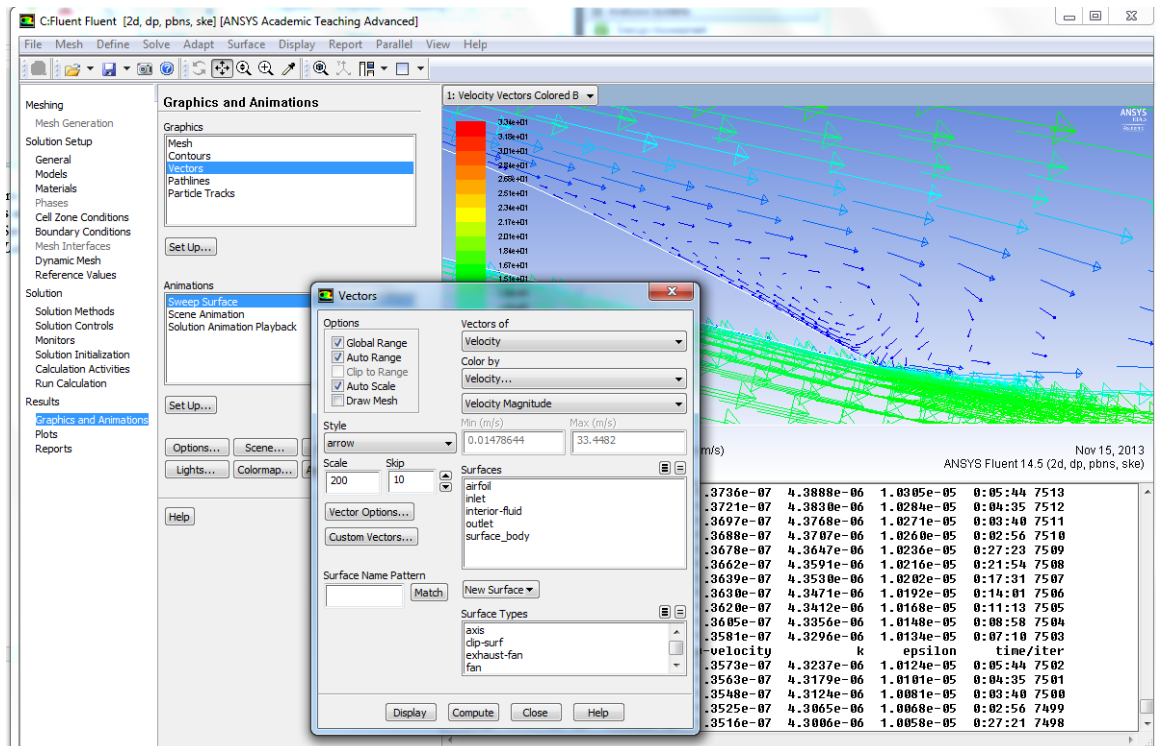 C:Fluent Fluent [2d, dp, pbns, ske] [ANSYS Academic Teaching Advanced]
File Mesh Define Solve Adapt Surface Display Report Parallel View Help
Meshing
Mesh Generation
Solution Setup
General
Models
Materials
Phases
Cell Zone Conditions
Boundary Conditions
Mesh Interfaces
Dynamic Mesh
Reference Values
Solution
Solution Methods
Solution Controls
Monitors
Solution Initialization
Calculation Activities
Run Calculation
Results
Graphics and Animations
Plots
Reports
Graphics and Animations
Graphics
Mesh
Contours
Vectors
Pathlines
Particle Tracks
Set Up...
Animations
Sweep Surface
Scene Animation
Solution Animation Playback
Set Up...
Options... Scene...
Lights... Colormap...
Help
1: Velocity Vectors Colored B
ANSYS
3.34e+01
3.18e+01
3.01e+01
2.84e+01
2.68e+01
2.51e+01
2.34e+01
2.17e+01
2.01e+01
1.84e+01
1.67e+01
1.51e+01
m/s)
Nov 15, 2013
ANSYS Fluent 14.5 (2d, dp, pbns, ske)
Vectors
Options
Global Range
Auto Range
Clip to Range
Auto Scale
Draw Mesh
Style
arrow
Scale Skip
200 10
Vector Options...
Custom Vectors...
Surface Name Pattern
Match
Vectors of
Velocity
Color by
Velocity...
Velocity Magnitude
Min (m/s) Max (m/s)
0.01478644 33.4482
Surfaces
airfoil
inlet
interior-fluid
outlet
surface_body
New Surface
Surface Types
axis
clip-surf
exhaust-fan
fan
Display Compute Close Help
.3736e-07 4.3888e-06 1.0305e-05 0:05:44 7513
.3721e-07 4.3830e-06 1.0284e-05 0:04:35 7512
.3697e-07 4.3768e-06 1.0271e-05 0:03:40 7511
.3688e-07 4.3707e-06 1.0260e-05 0:02:56 7510
.3678e-07 4.3647e-06 1.0236e-05 0:27:23 7509
.3662e-07 4.3591e-06 1.0216e-05 0:21:54 7508
.3639e-07 4.3530e-06 1.0202e-05 0:17:31 7507
.3630e-07 4.3471e-06 1.0192e-05 0:14:01 7506
.3620e-07 4.3412e-06 1.0168e-05 0:11:13 7505
.3605e-07 4.3356e-06 1.0148e-05 0:08:58 7504
.3581e-07 4.3296e-06 1.0134e-05 0:07:10 7503
-velocity k epsilon time/iter
.3573e-07 4.3237e-06 1.0124e-05 0:05:44 7502
.3563e-07 4.3179e-06 1.0101e-05 0:04:35 7501
.3548e-07 4.3124e-06 1.0081e-05 0:03:40 7500
.3525e-07 4.3065e-06 1.0068e-05 0:02:56 7499
.3516e-07 4.3006e-06 1.0058e-05 0:27:21 7498